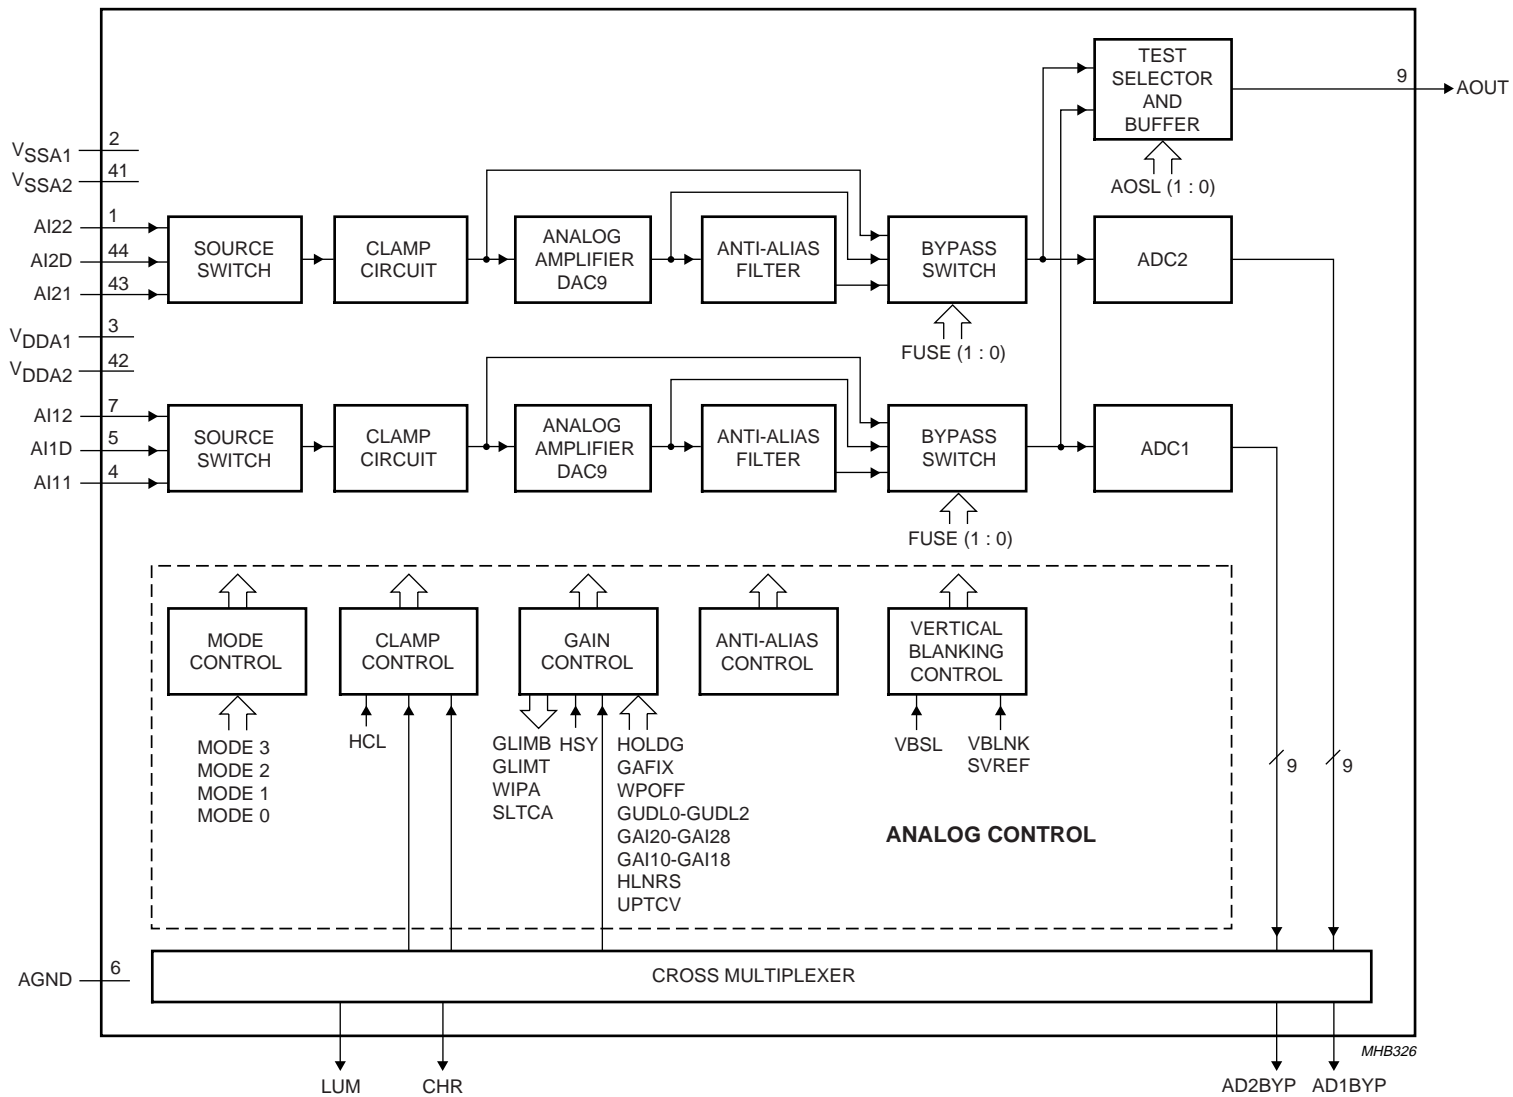 TEST
SELECTOR
AND
BUFFER
9
AOUT
AOSL (1 : 0)
VSSA1
2
VSSA2
41
AI22
1
AI2D
44
AI21
43
SOURCE
SWITCH
CLAMP
CIRCUIT
ANALOG
AMPLIFIER
DAC9
ANTI-ALIAS
FILTER
BYPASS
SWITCH
ADC2
FUSE (1 : 0)
VDDA1
3
VDDA2
42
AI12
7
AI1D
5
AI11
4
SOURCE
SWITCH
CLAMP
CIRCUIT
ANALOG
AMPLIFIER
DAC9
ANTI-ALIAS
FILTER
BYPASS
SWITCH
ADC1
FUSE (1 : 0)
MODE
CONTROL
CLAMP
CONTROL
GAIN
CONTROL
ANTI-ALIAS
CONTROL
VERTICAL
BLANKING
CONTROL
MODE 3
MODE 2
MODE 1
MODE 0
HCL
GLIMB
GLIMT
WIPA
SLTCA
HSY
HOLDG
GAFIX
WPOFF
GUDL0-GUDL2
GAI20-GAI28
GAI10-GAI18
HLNRS
UPTCV
VBSL
VBLNK
SVREF
9
9
ANALOG CONTROL
AGND
6
CROSS MULTIPLEXER
MHB326
LUM
CHR
AD2BYP
AD1BYP